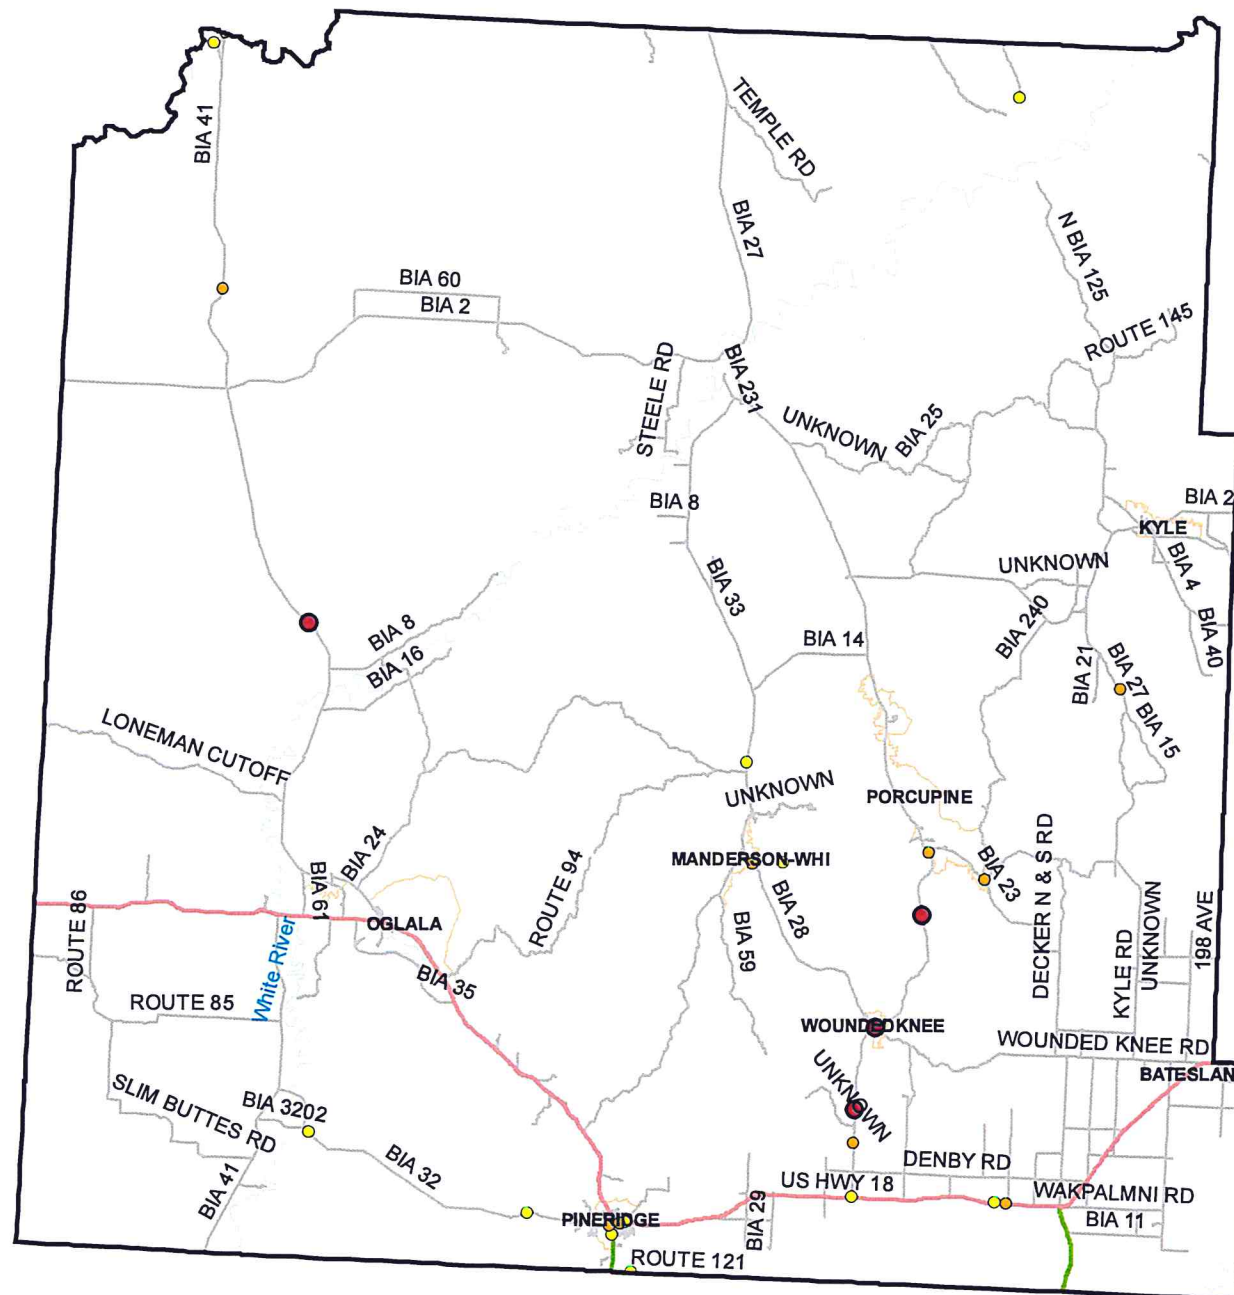 BIA 41
TEMPLE RD
BIA 27
N BIA 125
BIA 60
BIA 2
ROUTE 145
STEELE RD
BIA 231
UNKNOWN
BIA 25
BIA 8
BIA 2
KYLE
UNKNOWN
BIA 4
BIA 33
BIA 240
BIA 40
BIA 8
BIA 14
BIA 16
BIA 21
BIA 27
BIA 15
LONEMAN CUTOFF
UNKNOWN
PORCUPINE
BIA 24
MANDERSON-WHI
BIA 23
DECKER N & S RD
BIA 61
ROUTE 94
BIA 28
UNKNOWN
198 AVE
ROUTE 86
OGLALA
BIA 59
KYLE RD
White River
BIA 35
ROUTE 85
WOUNDEDKNEE
WOUNDED KNEE RD
BATESLAN
SLIM BUTTES RD
BIA 3202
UNKNOWN
BIA 32
DENBY RD
BIA 41
US HWY 18
WAKPALMNI RD
PINERIDGE
BIA 29
BIA 11
ROUTE 121